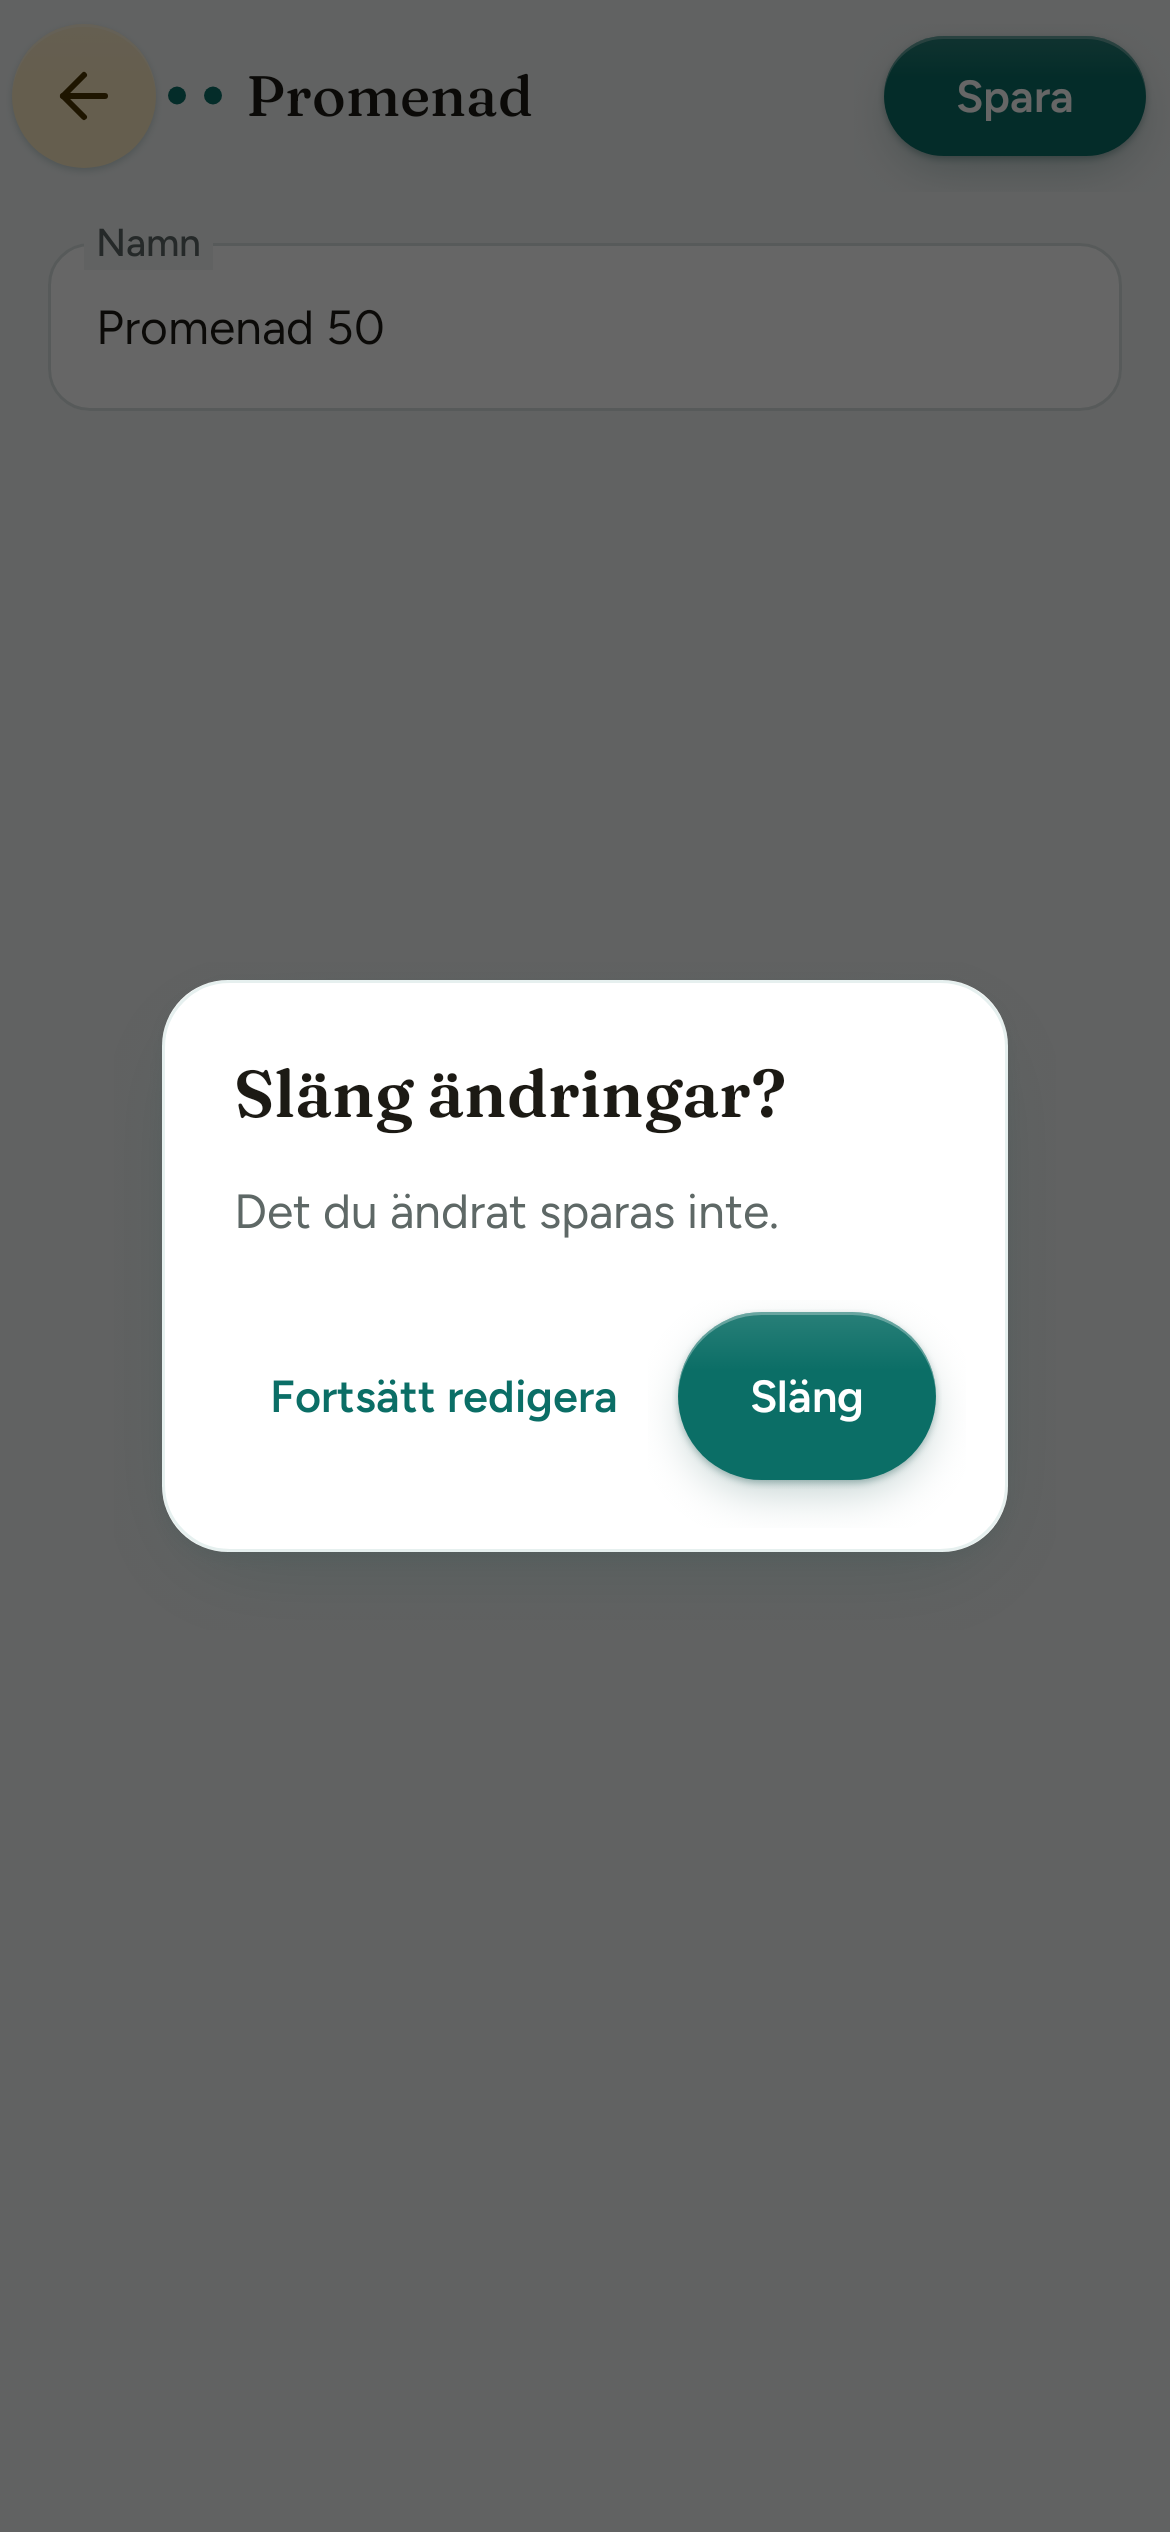 Promenad
Spara
Namn
Promenad 50
Släng ändringar?
Det du ändrat sparas inte.
Fortsätt redigera
Släng